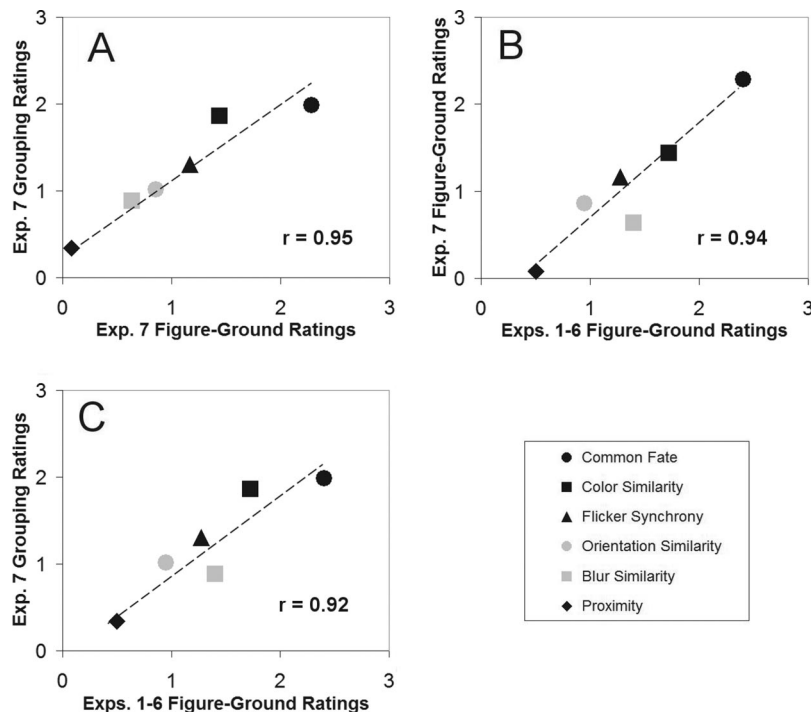 A
3
2
1
0
0 1 2 3
Exp. 7 Grouping Ratings
Exp. 7 Figure-Ground Ratings
r = 0.95
B
3
2
1
0
0 1 2 3
Exp. 7 Figure-Ground Ratings
Exps. 1-6 Figure-Ground Ratings
r = 0.94
C
3
2
1
0
0 1 2 3
Exp. 7 Grouping Ratings
Exps. 1-6 Figure-Ground Ratings
r = 0.92
Common Fate
Color Similarity
Flicker Synchrony
Orientation Similarity
Blur Similarity
Proximity